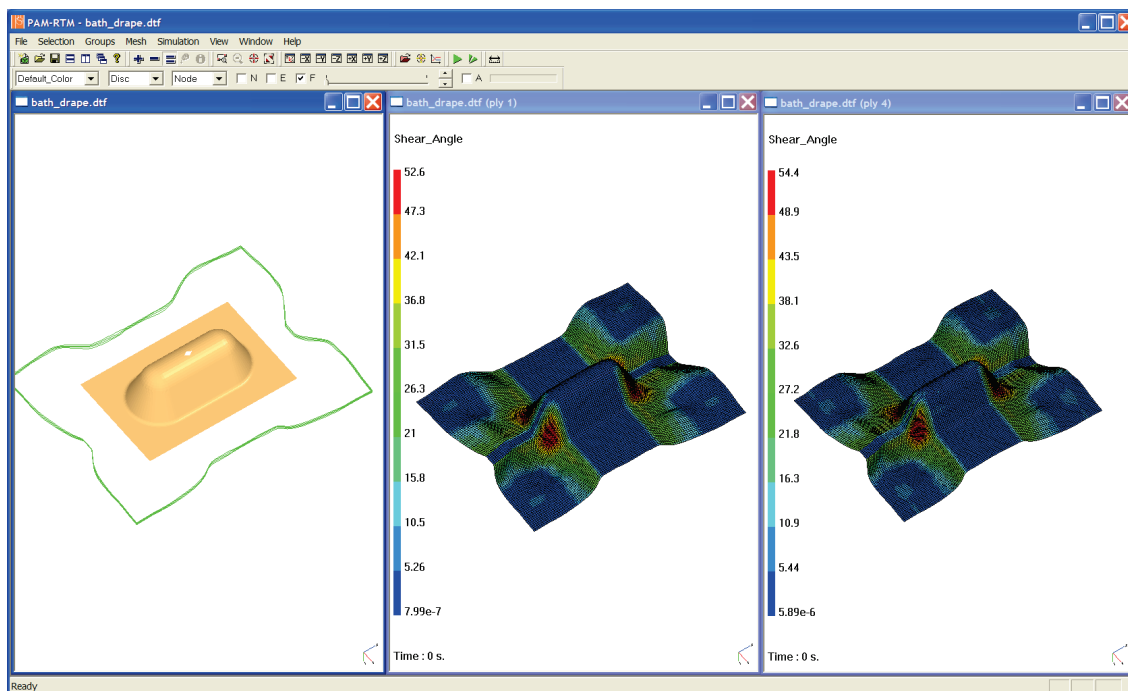 PAM-RTM - bath_drape.dtf
File Selection Groups Mesh Simulation View Window Help
Default_Color Disc Node N E F A
bath_drape.dtf
bath_drape.dtf (ply 1)
Shear_Angle
52.6
47.3
42.1
36.8
31.5
26.3
21
15.8
10.5
5.26
7.99e-7
Time : 0 s.
bath_drape.dtf (ply 4)
Shear_Angle
54.4
48.9
43.5
38.1
32.6
27.2
21.8
16.3
10.9
5.44
5.89e-6
Time : 0 s.
Ready